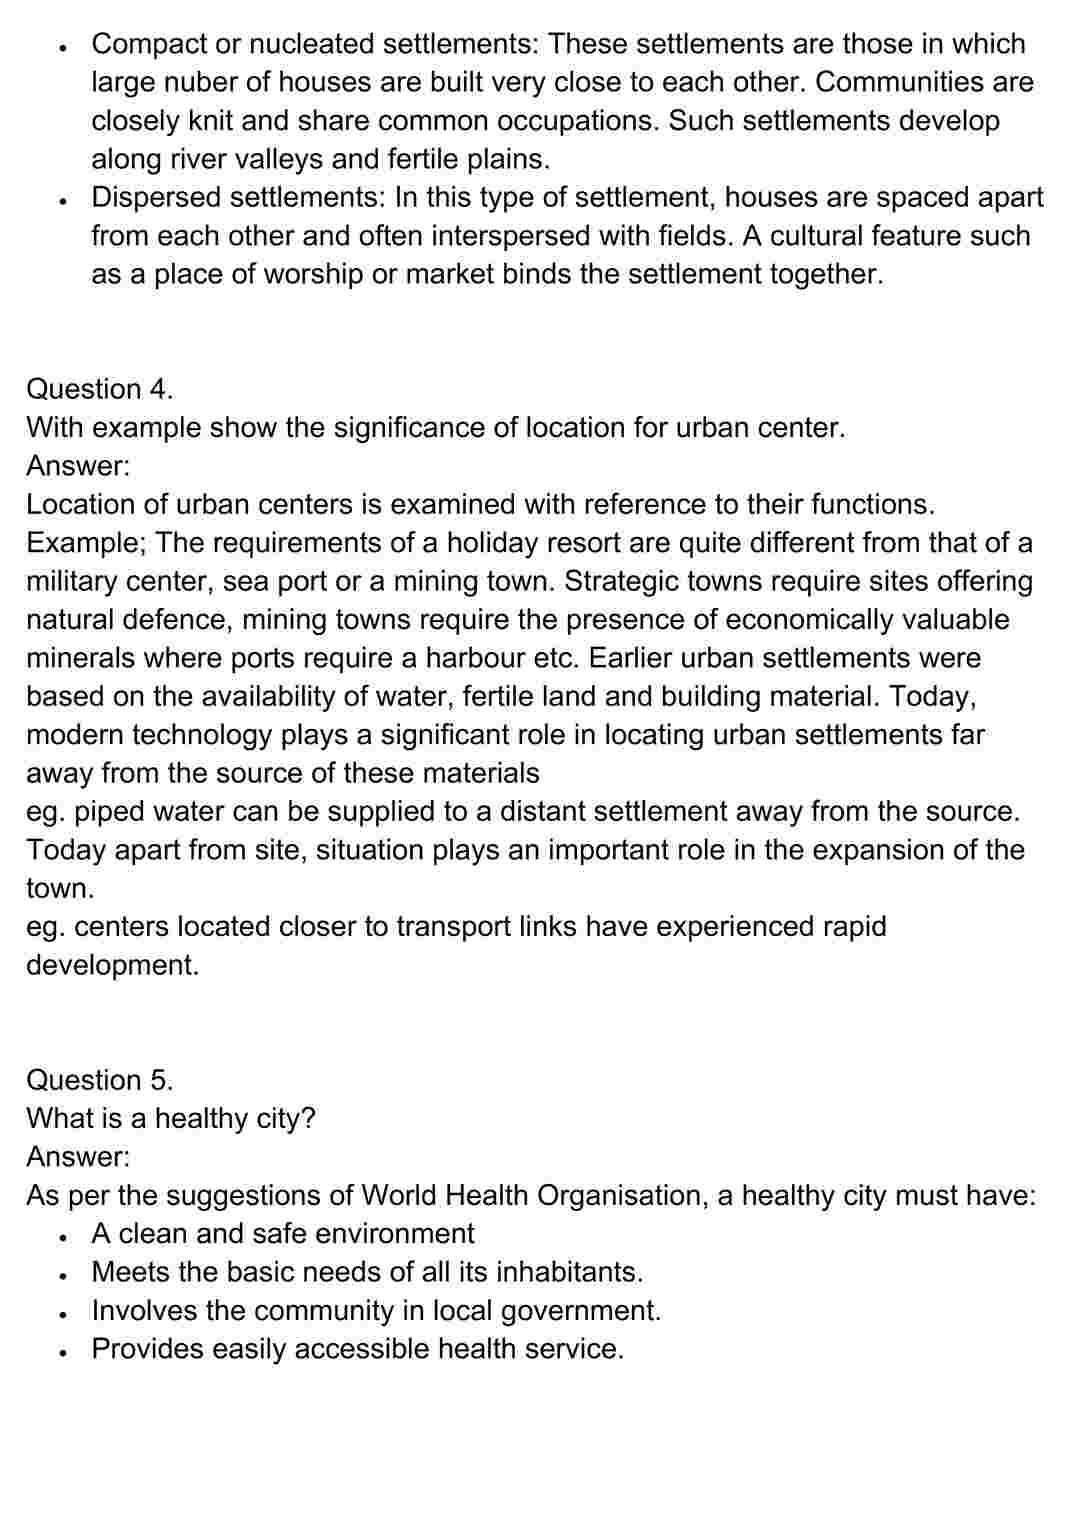 • Compact or nucleated settlements: These settlements are those in which
large nuber of houses are built very close to each other. Communities are
closely knit and share common occupations. Such settlements develop
along river valleys and fertile plains.
• Dispersed settlements: In this type of settlement, houses are spaced apart
from each other and often interspersed with fields. A cultural feature such
as a place of worship or market binds the settlement together.
Question 4.
With example show the significance of location for urban center.
Answer:
Location of urban centers is examined with reference to their functions.
Example; The requirements of a holiday resort are quite different from that of a
military center, sea port or a mining town. Strategic towns require sites offering
natural defence, mining towns require the presence of economically valuable
minerals where ports require a harbour etc. Earlier urban settlements were
based on the availability of water, fertile land and building material. Today,
modern technology plays a significant role in locating urban settlements far
away from the source of these materials
eg. piped water can be supplied to a distant settlement away from the source.
Today apart from site, situation plays an important role in the expansion of the
town.
eg. centers located closer to transport links have experienced rapid
development.
Question 5.
What is a healthy city?
Answer:
As per the suggestions of World Health Organisation, a healthy city must have:
• A clean and safe environment
• Meets the basic needs of all its inhabitants.
• Involves the community in local government.
• Provides easily accessible health service.